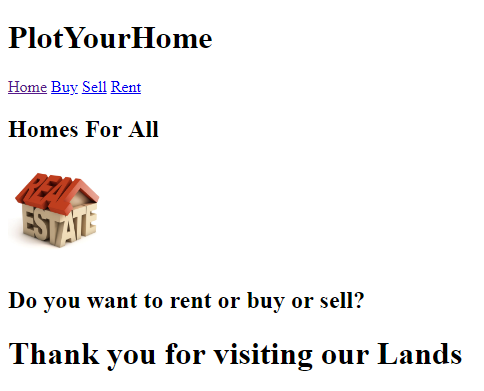 PlotYourHome
Home Buy Sell Rent
Homes For All
REAL
ESTATE
Do you want to rent or buy or sell?
Thank you for visiting our Lands